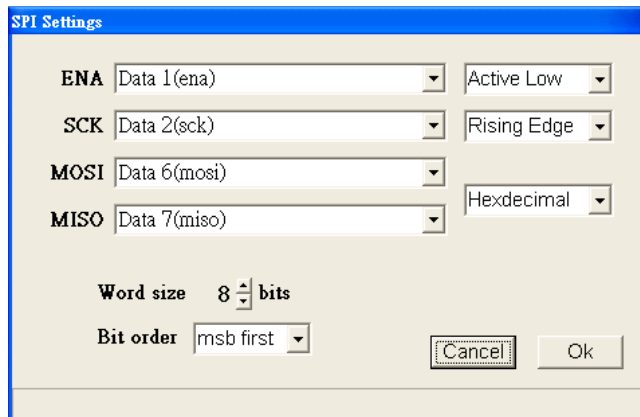 SPI Settings
ENA Data 1(ena) Active Low
SCK Data 2(sck) Rising Edge
MOSI Data 6(mosi)
Hexdecimal
MISO Data 7(miso)
Word size 8 bits
Bit order msb first
Cancel Ok